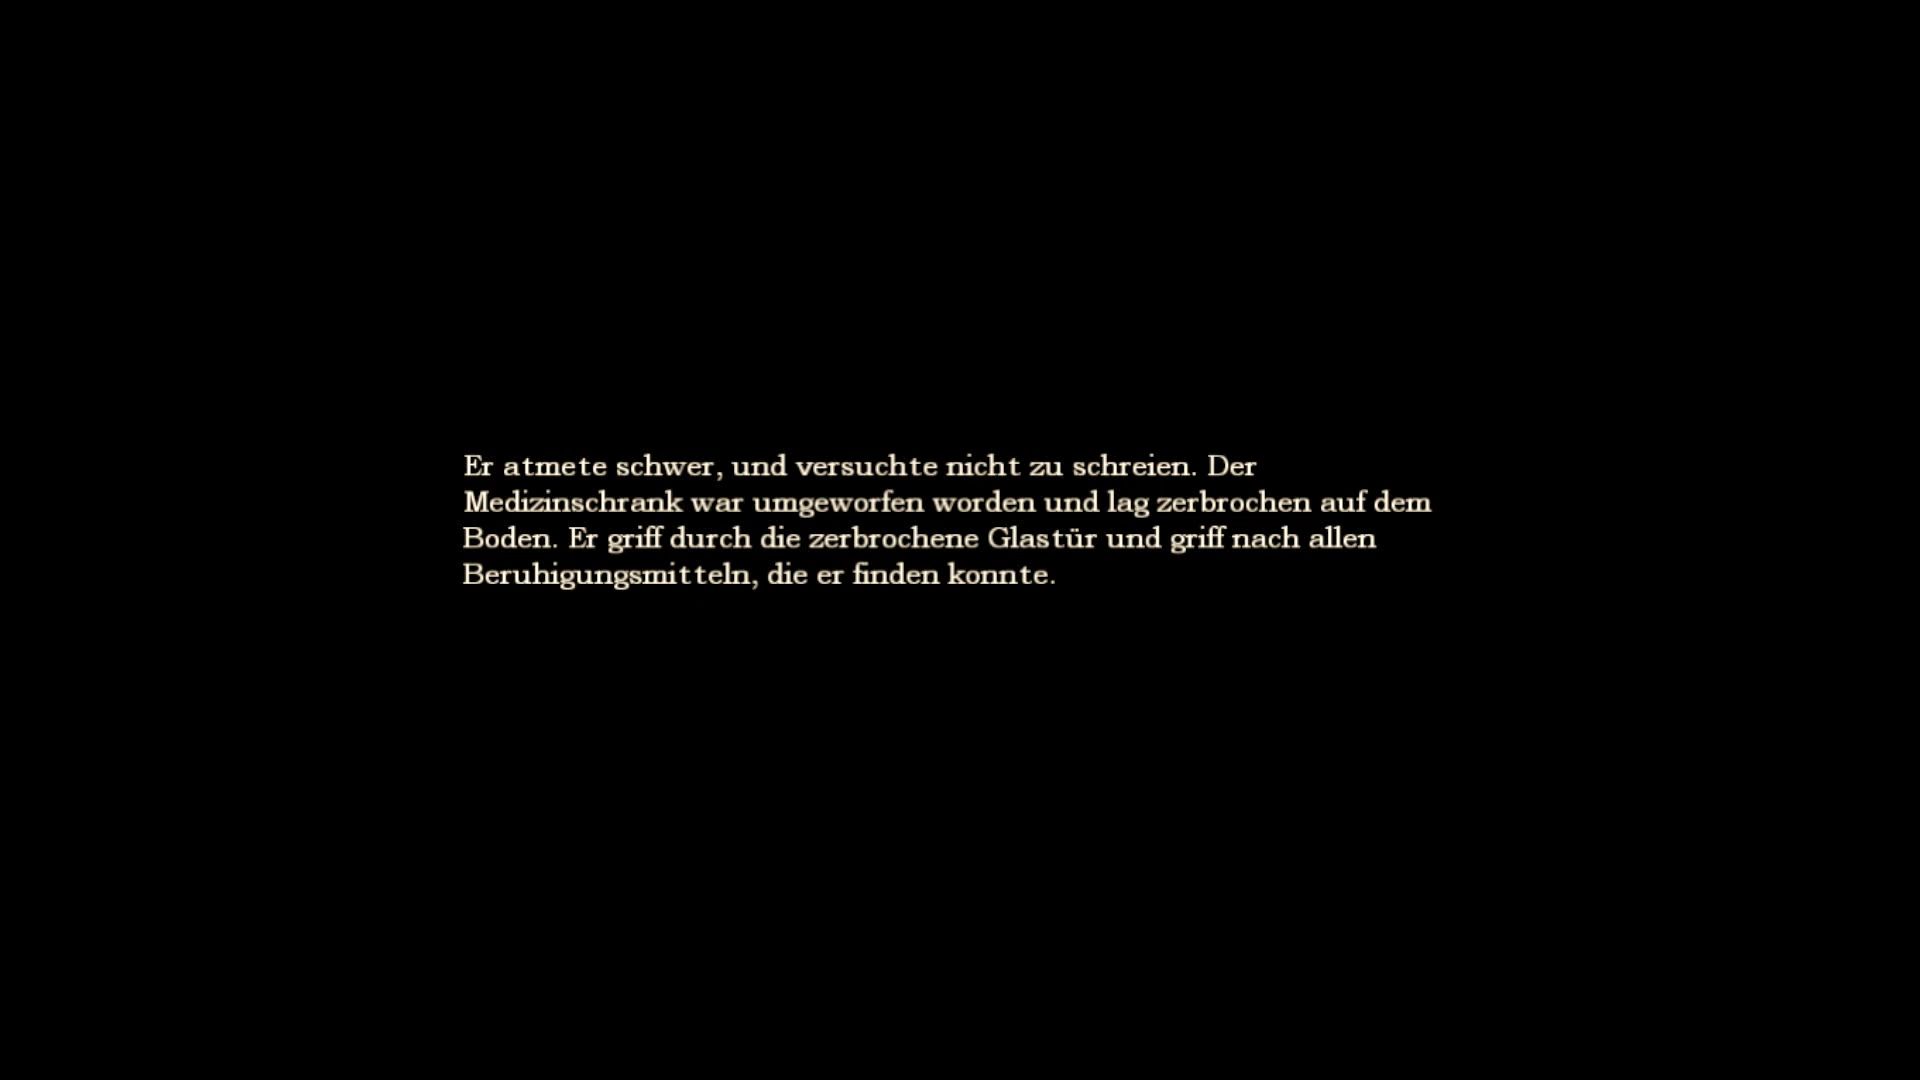 Er atmete schwer, und versuchte nicht zu schreien. Der
Medizinschrank war umgeworfen worden und lag zerbrochen auf dem
Boden. Er griff durch die zerbrochene Glastür und griff nach allen
Beruhigungsmitteln, die er finden konnte.